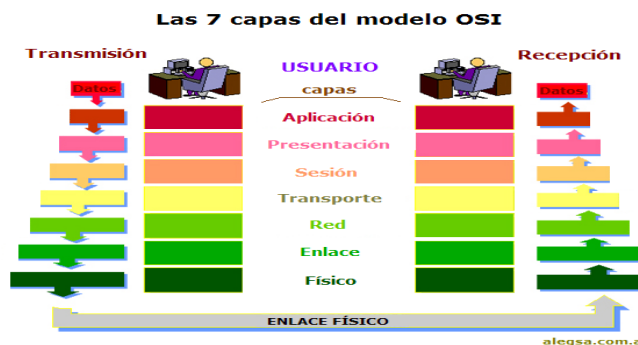 Las 7 capas del modelo OSI
Transmisión
Recepción
USUARIO
Datos
capas
Datos
Aplicación
Presentación
Sesión
Transporte
Red
Enlace
Físico
ENLACE FÍSICO
alegsa.com.a